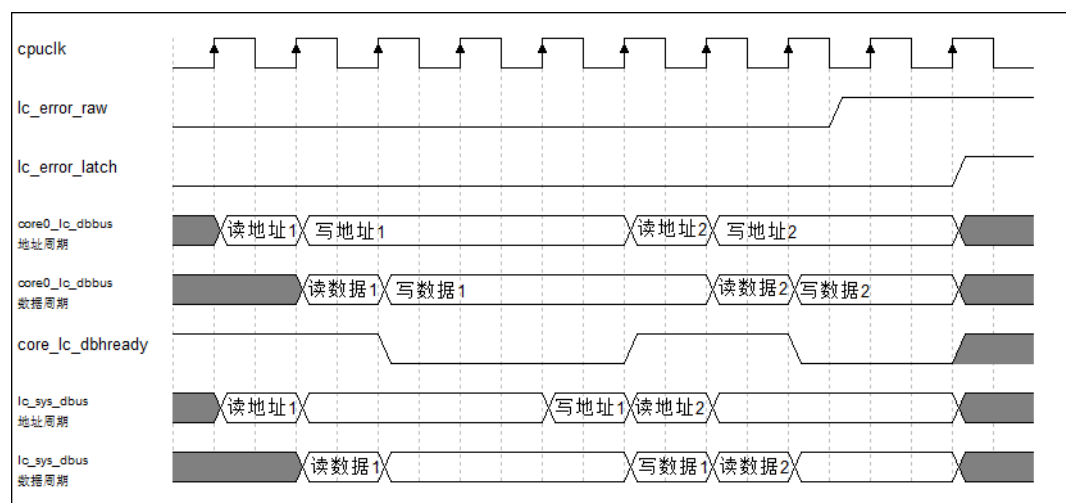 cpuclk
lc_error_raw
lc_error_latch
core0_lc_dbbus
地址周期
读地址1 写地址1 读地址2 写地址2
core0_lc_dbbus
数据周期
读数据1 写数据1 读数据2 写数据2
core_lc_dbhready
lc_sys_dbus
地址周期
读地址1 写地址1 读地址2
lc_sys_dbus
数据周期
读数据1 写数据1 读数据2